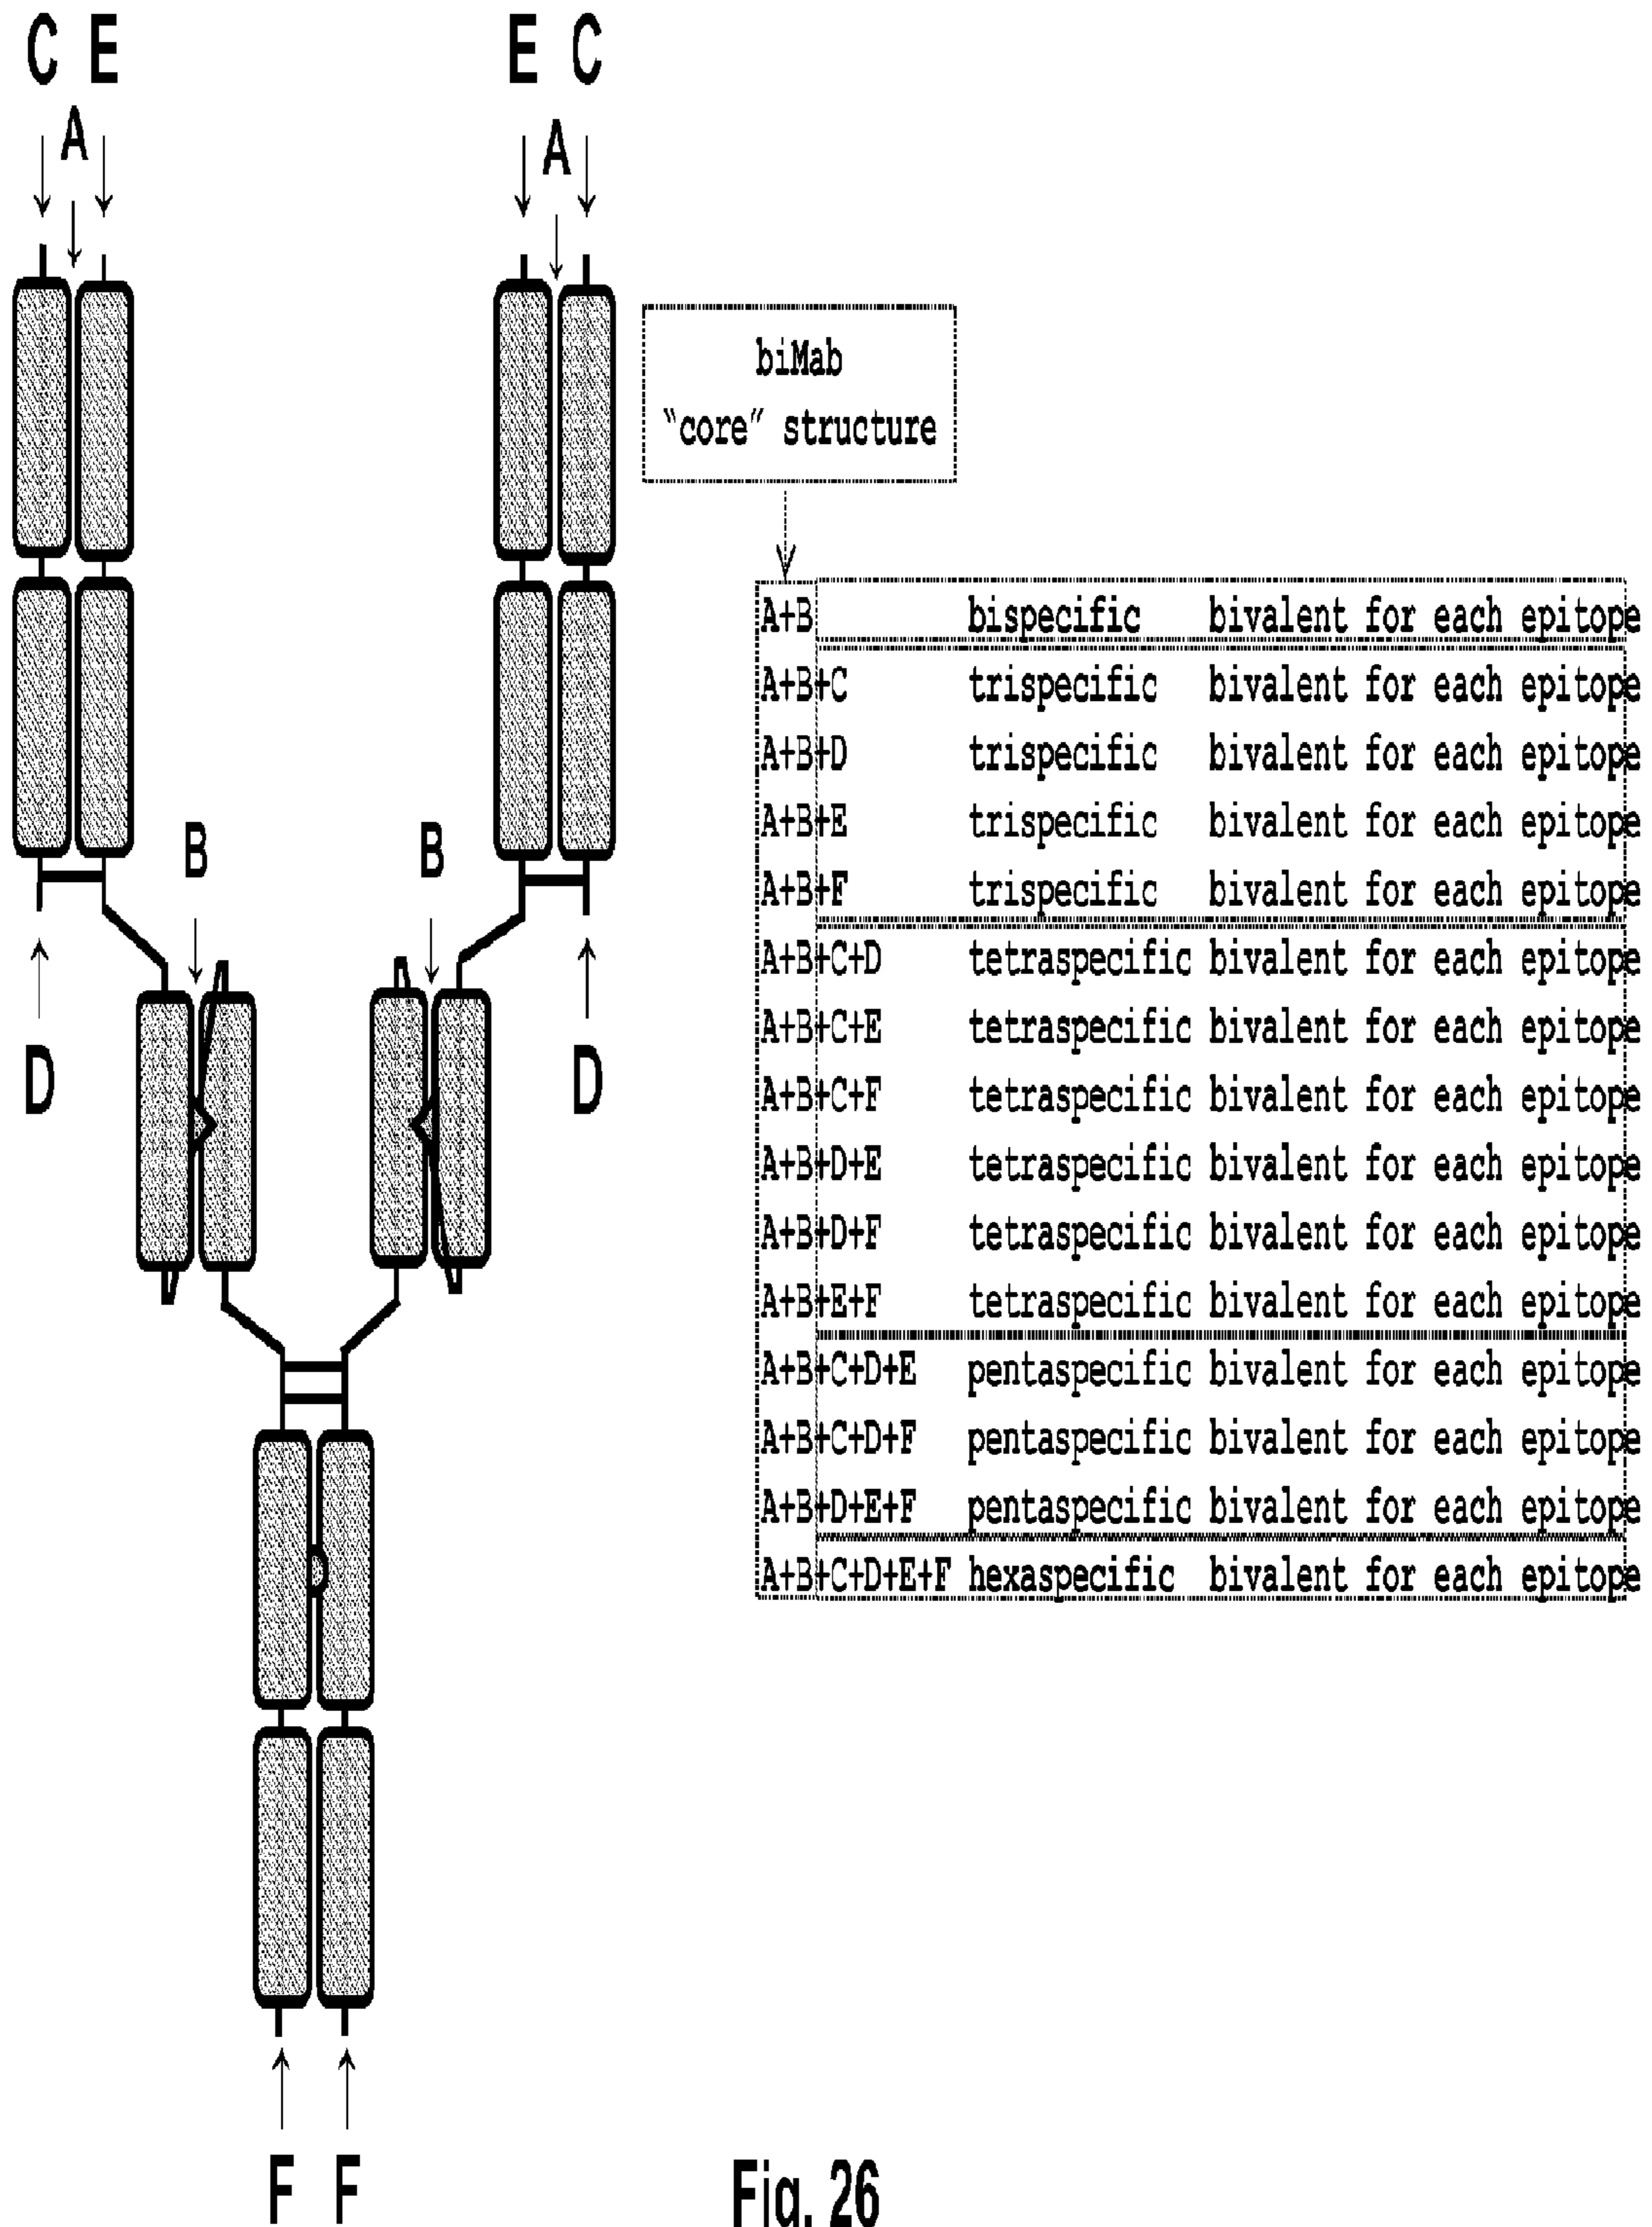 C E E C
A A
biMab
“core” structure
A+B bispecific bivalent for each epitope
A+B+C trispecific bivalent for each epitope
A+B+D trispecific bivalent for each epitope
A+B+E trispecific bivalent for each epitope
A+B+F trispecific bivalent for each epitope
A+B+C+D tetraspecific bivalent for each epitope
A+B+C+E tetraspecific bivalent for each epitope
A+B+C+F tetraspecific bivalent for each epitope
A+B+D+E tetraspecific bivalent for each epitope
A+B+D+F tetraspecific bivalent for each epitope
A+B+E+F tetraspecific bivalent for each epitope
A+B+C+D+E pentaspecific bivalent for each epitope
A+B+C+D+F pentaspecific bivalent for each epitope
A+B+D+E+F pentaspecific bivalent for each epitope
A+B+C+D+E+F hexaspecific bivalent for each epitope
B B
D D
F F
Fig. 26